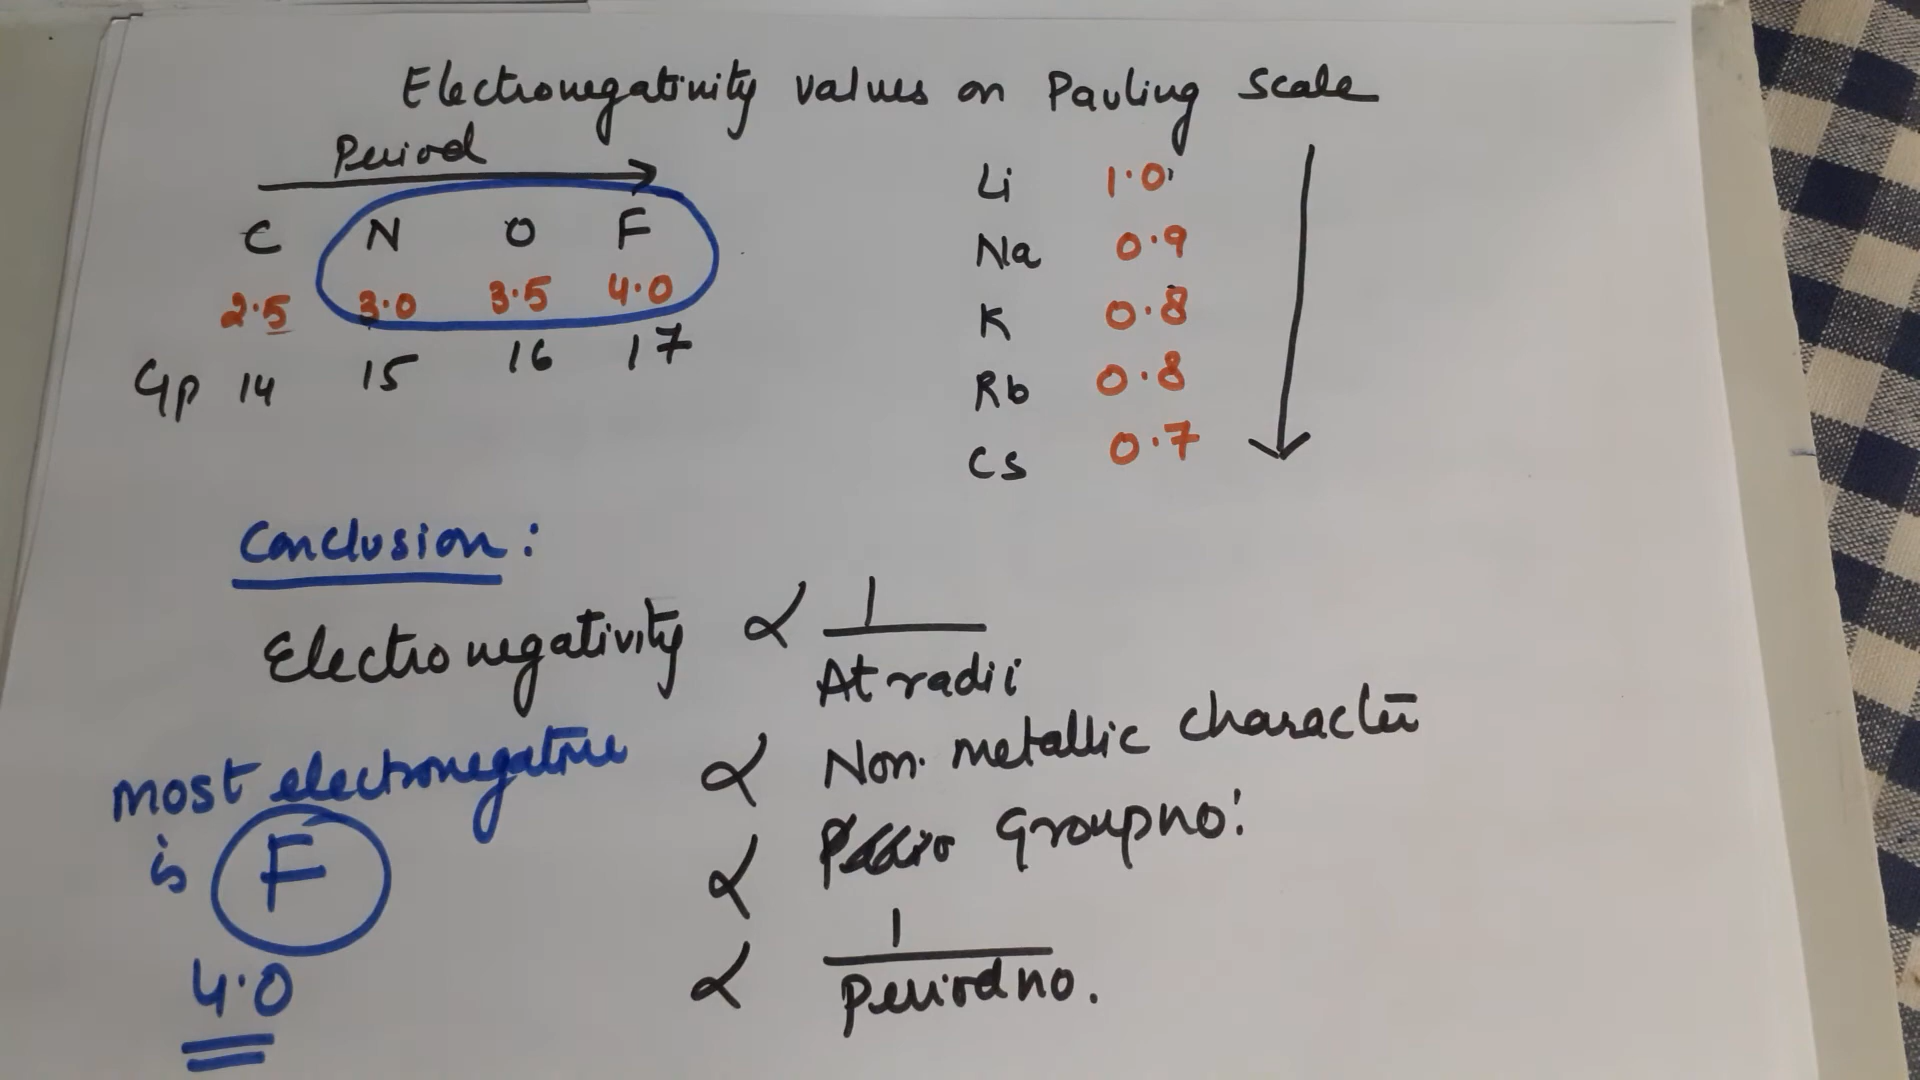 Electronegativity values on Pauling Scale
Period
C N O F
2.5 3.0 3.5 4.0
Gp 14 15 16 17
Li 1.0
Na 0.9
K 0.8
Rb 0.8
Cs 0.7
Conclusion:
Electronegativity ∝ 1
At radii
∝ Non. metallic character
∝ Group no:
∝ 1
Period no.
most electronegative
is F
4.0